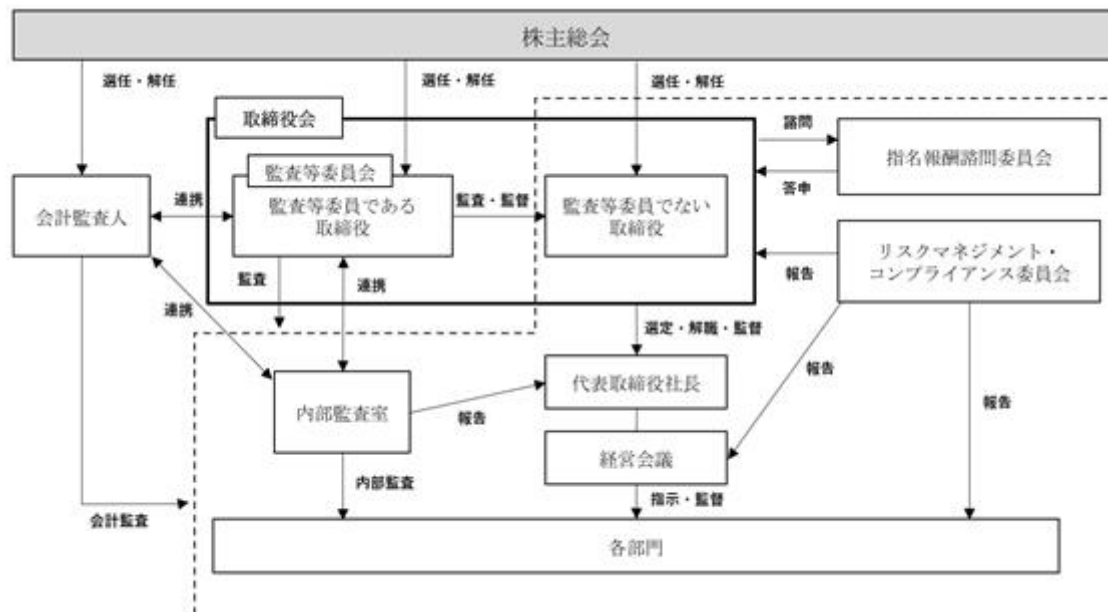 株主総会
選任・解任
選任・解任
選任・解任
取締役会
諮問
指名報酬諮問委員会
答申
監査等委員会
会計監査人
連携
監査等委員である
取締役
監査・監督
監査等委員でない
取締役
リスクマネジメント・
コンプライアンス委員会
報告
監査
連携
連携
選定・解職・監督
代表取締役社長
報告
報告
内部監査室
報告
経営会議
内部監査
指示・監督
会計監査
各部門